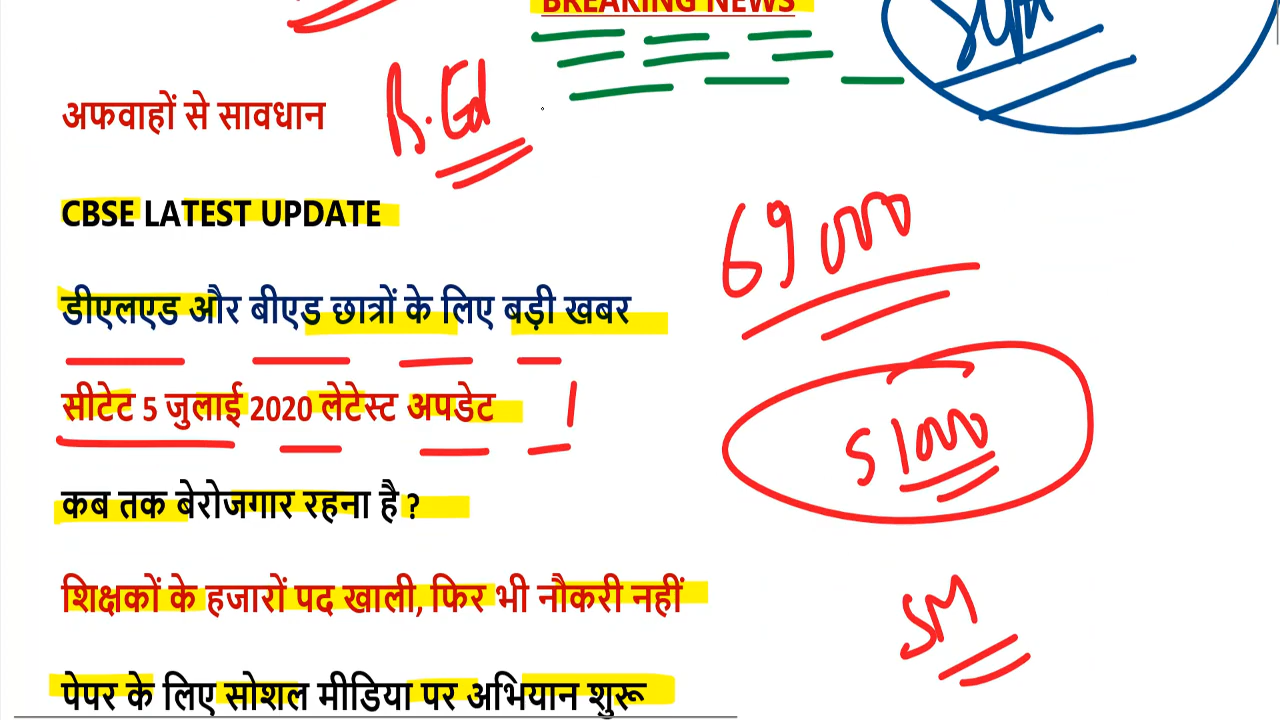 BREAKING NEWS
अफवाहों से सावधान
B.Ed
CBSE LATEST UPDATE
69000
डीएलएड और बीएड छात्रों के लिए बड़ी खबर
सीटेट 5 जुलाई 2020 लेटेस्ट अपडेट
51000
कब तक बेरोजगार रहना है ?
शिक्षकों के हजारों पद खाली, फिर भी नौकरी नहीं
SM
पेपर के लिए सोशल मीडिया पर अभियान शुरू